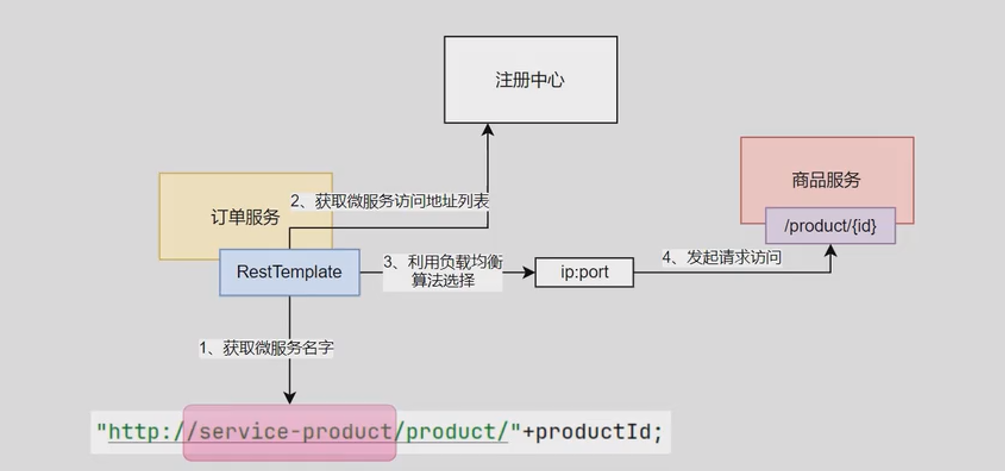 注册中心
商品服务
/product/{id}
2、获取微服务访问地址列表
订单服务
RestTemplate
3、利用负载均衡
算法选择
ip:port
4、发起请求访问
1、获取微服务名字
"http://service-product/product/"+productId;